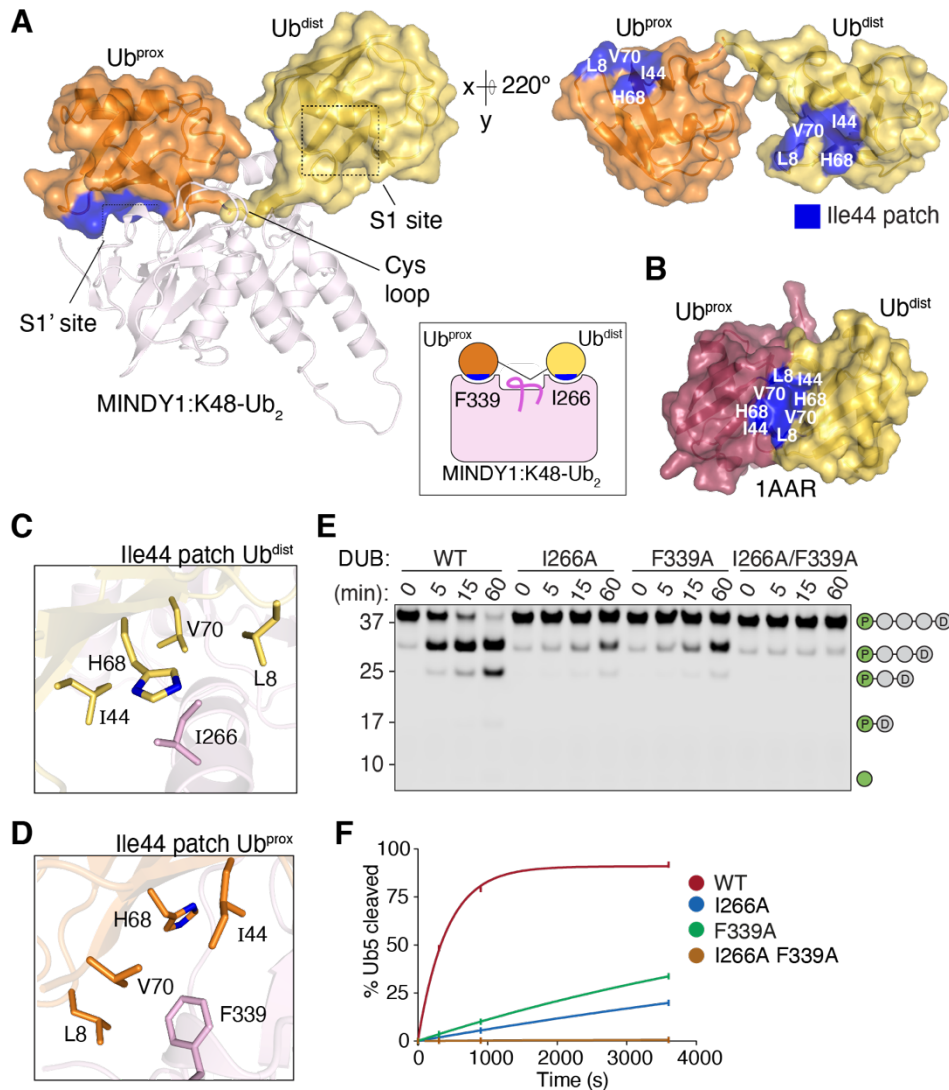 A
Ub^prox
Ub^dist
S1 site
Cys
loop
S1' site
MINDY1:K48-Ub₂
x
220°
y
Ub^prox
Ub^dist
L8
V70
I44
H68
V70
I44
L8
H68
Ile44 patch
Ub^prox
Ub^dist
F339
I266
MINDY1:K48-Ub₂
B
Ub^prox
Ub^dist
L8
I44
V70
H68
H68
V70
I44
L8
1AAR
C
Ile44 patch Ub^dist
V70
H68
L8
I44
I266
D
Ile44 patch Ub^prox
H68
I44
V70
L8
F339
E
DUB: WT I266A F339A I266A/F339A
(min): 0 5 15 60 0 5 15 60 0 5 15 60 0 5 15 60
37
25
17
10
P D
P D
P D
P D
F
% Ub5 cleaved
100
75
50
25
0
0 1000 2000 3000 4000
Time (s)
WT
I266A
F339A
I266A F339A